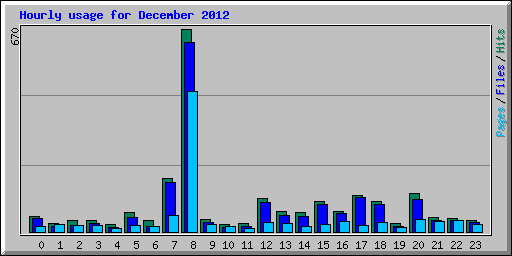 Hourly usage for December 2012
670
Pages/Files/Hits
0 1 2 3 4 5 6 7 8 9 10 11 12 13 14 15 16 17 18 19 20 21 22 23